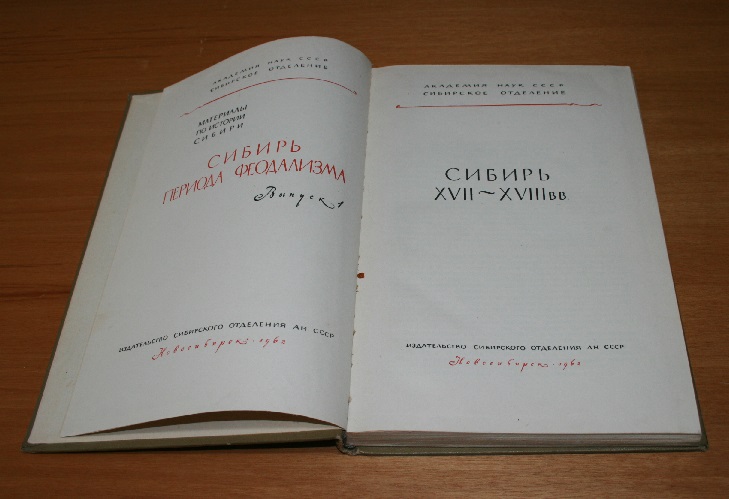 АКАДЕМИЯ НАУК СССР
СИБИРСКОЕ ОТДЕЛЕНИЕ
МАТЕРИАЛЫ
ПО ИСТОРИИ
СИБИРИ
СИБИРЬ
ПЕРИОДА ФЕОДАЛИЗМА
Выпуск 1
ИЗДАТЕЛЬСТВО СИБИРСКОГО ОТДЕЛЕНИЯ АН СССР
Новосибирск - 1962
АКАДЕМИЯ НАУК СССР
СИБИРСКОЕ ОТДЕЛЕНИЕ
СИБИРЬ
XVII ~ XVIII вв
ИЗДАТЕЛЬСТВО СИБИРСКОГО ОТДЕЛЕНИЯ АН СССР
Новосибирск - 1962